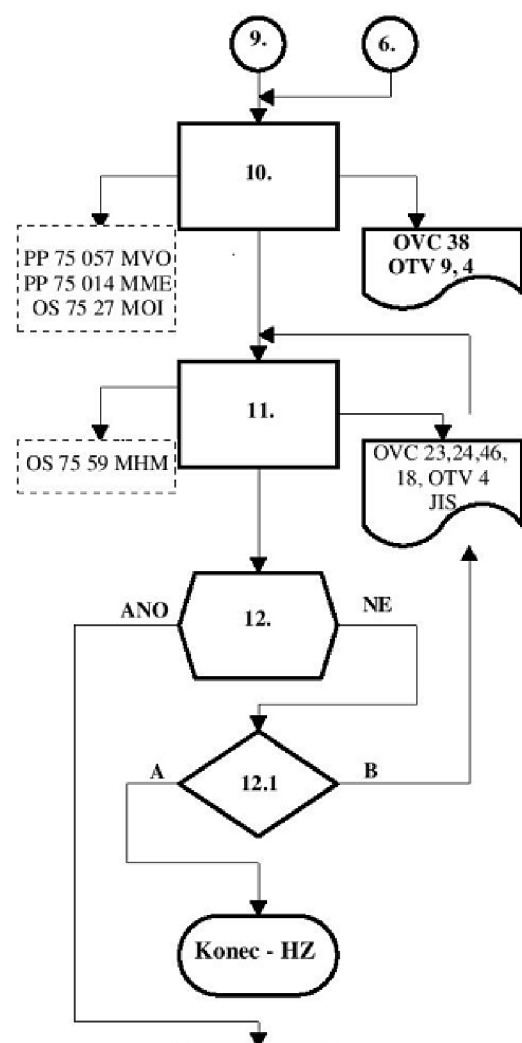 9.
6.
10.
PP 75 057 MVO
PP 75 014 MME
OS 75 27 MOI
OVC 38
OTV 9, 4
11.
OS 75 59 MHM
OVC 23,24,46,
18, OTV 4
JIS
ANO
12.
NE
A
12.1
B
Konec - HZ